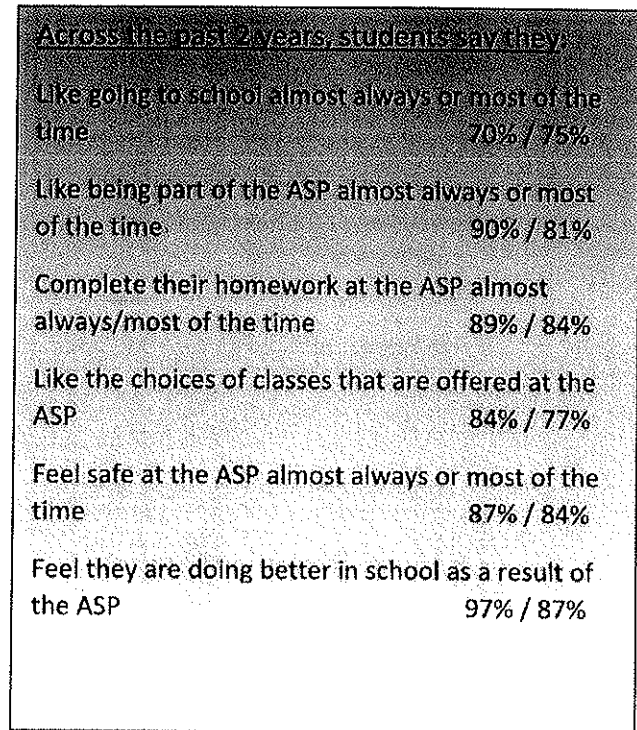 Across the past 2 years, students say they:
Like going to school almost always or most of the
time 70% / 75%
Like being part of the ASP almost always or most
of the time 90% / 81%
Complete their homework at the ASP almost
always/most of the time 89% / 84%
Like the choices of classes that are offered at the
ASP 84% / 77%
Feel safe at the ASP almost always or most of the
time 87% / 84%
Feel they are doing better in school as a result of
the ASP 97% / 87%